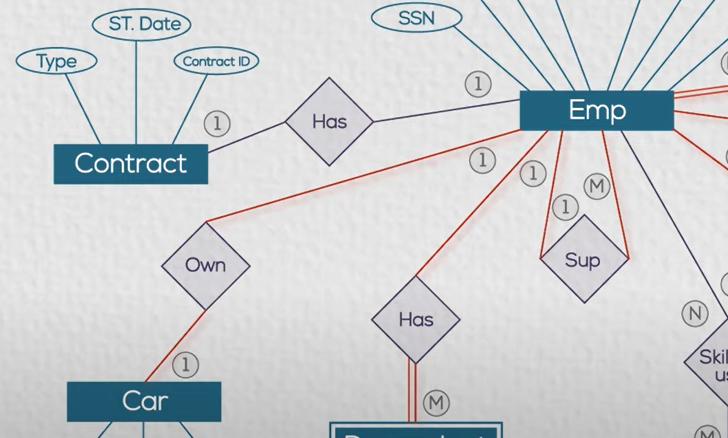 ST. Date
SSN
Type
Contract ID
1
1
Has
Emp
Contract
1
1
M
1
Own
Sup
Has
N
1
M
Car
M